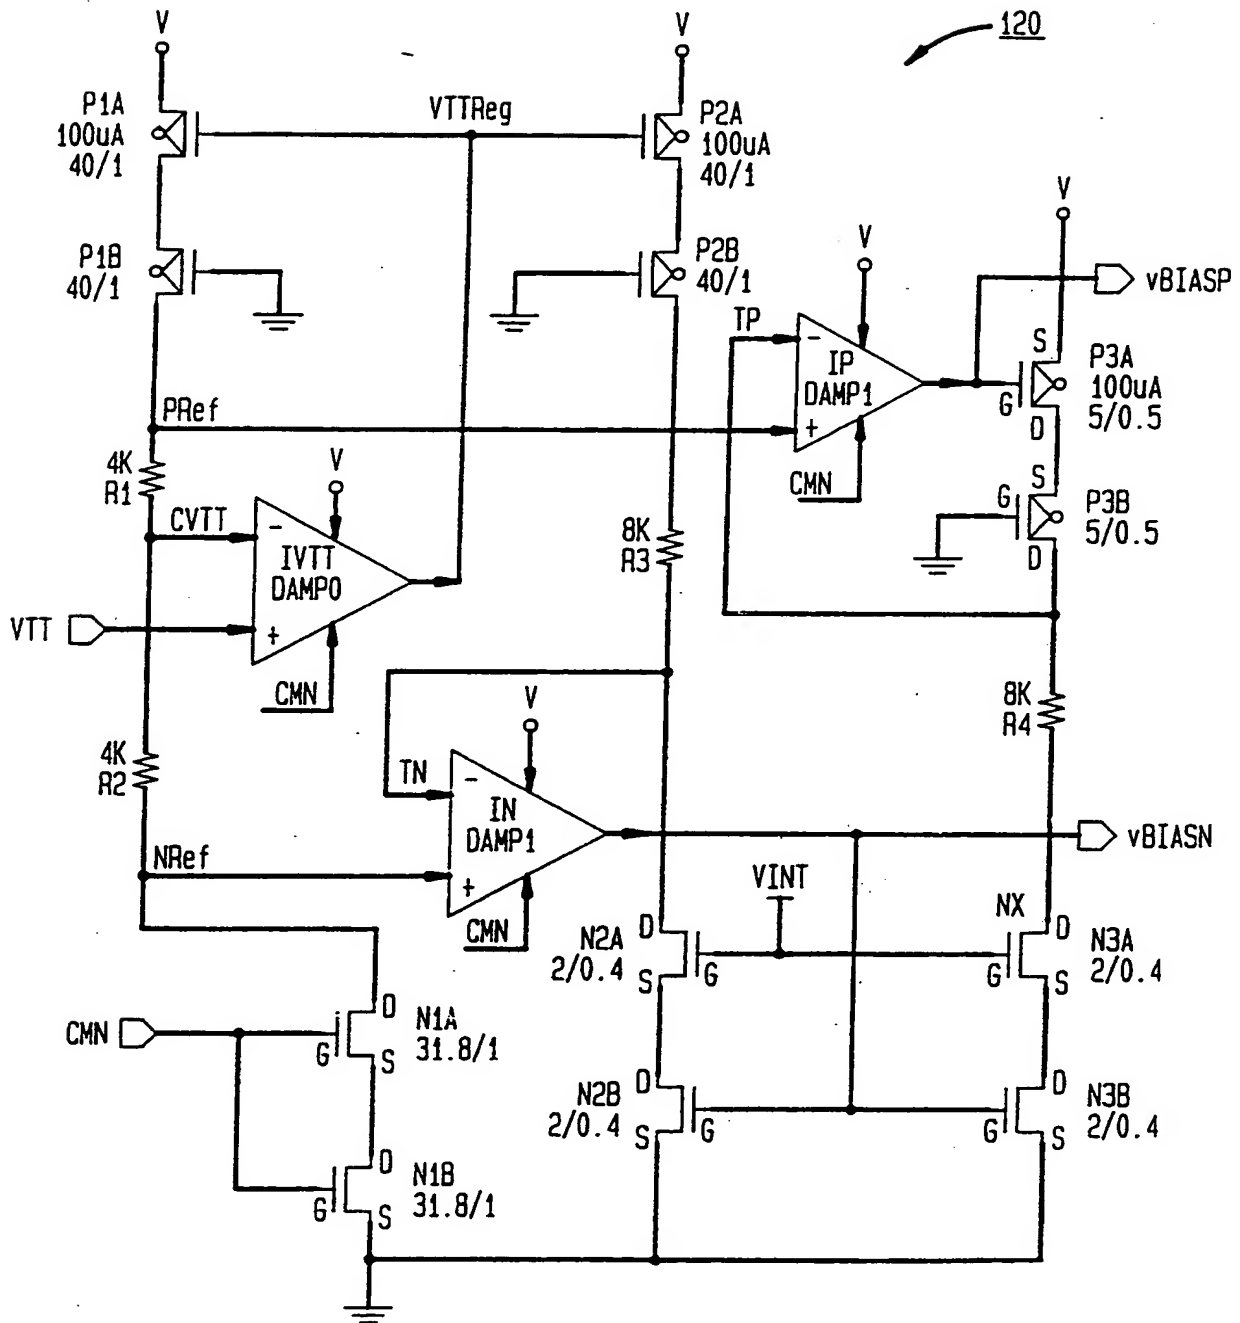 120
V
V
P1A
100uA
40/1
VTTReg
P2A
100uA
40/1
V
P1B
40/1
P2B
40/1
V
vBIASP
TP
-
IP
DAMP1
+
S
G
D
P3A
100uA
5/0.5
PRef
4K
R1
V
CMN
S
G
D
P3B
5/0.5
CVTT
-
IVTT
DAMP0
+
8K
R3
VTT
CMN
V
8K
R4
4K
R2
TN
-
IN
DAMP1
+
vBIASN
NRef
VINT
CMN
NX
D
N2A
2/0.4
S
G
D
G
S
N3A
2/0.4
CMN
D
G
S
N1A
31.8/1
D
N2B
2/0.4
S
G
D
G
S
N3B
2/0.4
D
G
S
N1B
31.8/1